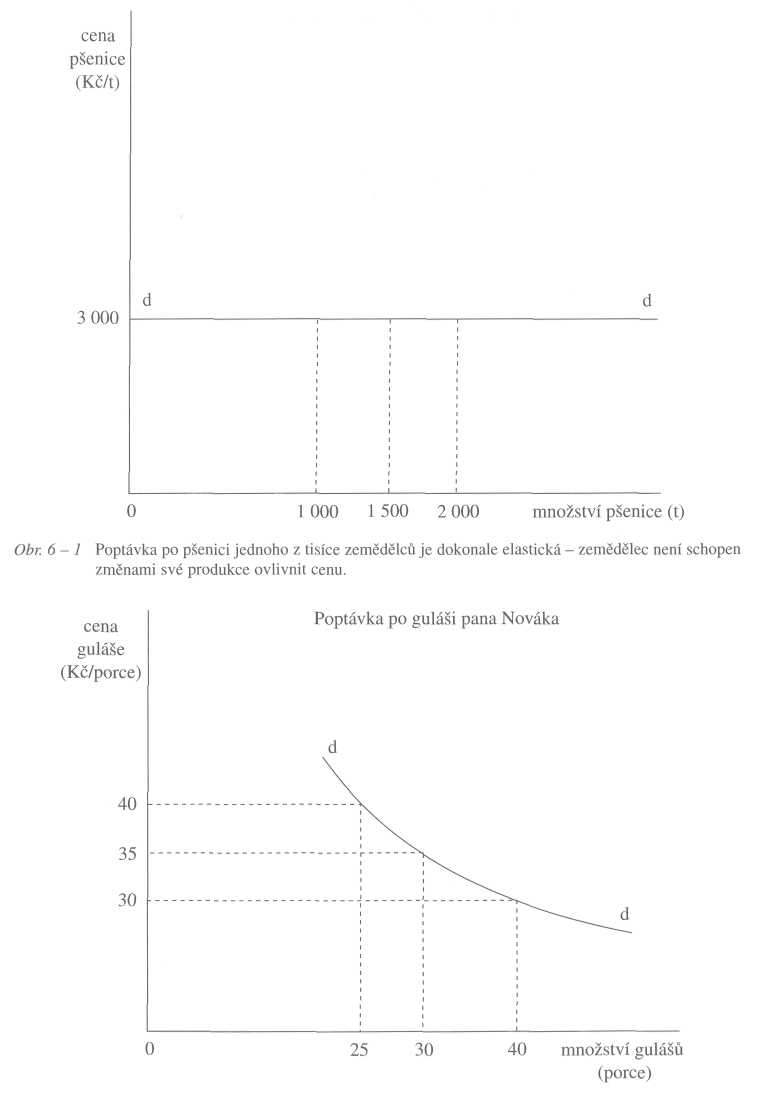 cena
pšenice
(Kč/t)
d d
3 000
0 1 000 1 500 2 000 množství pšenice (t)
Obr. 6 – 1 Poptávka po pšenici jednoho z tisíce zemědělců je dokonale elastická – zemědělec není schopen
změnami své produkce ovlivnit cenu.
Poptávka po guláši pana Nováka
cena
guláše
(Kč/porce)
d
40
35
30
d
0 25 30 40 množství gulášů
(porce)